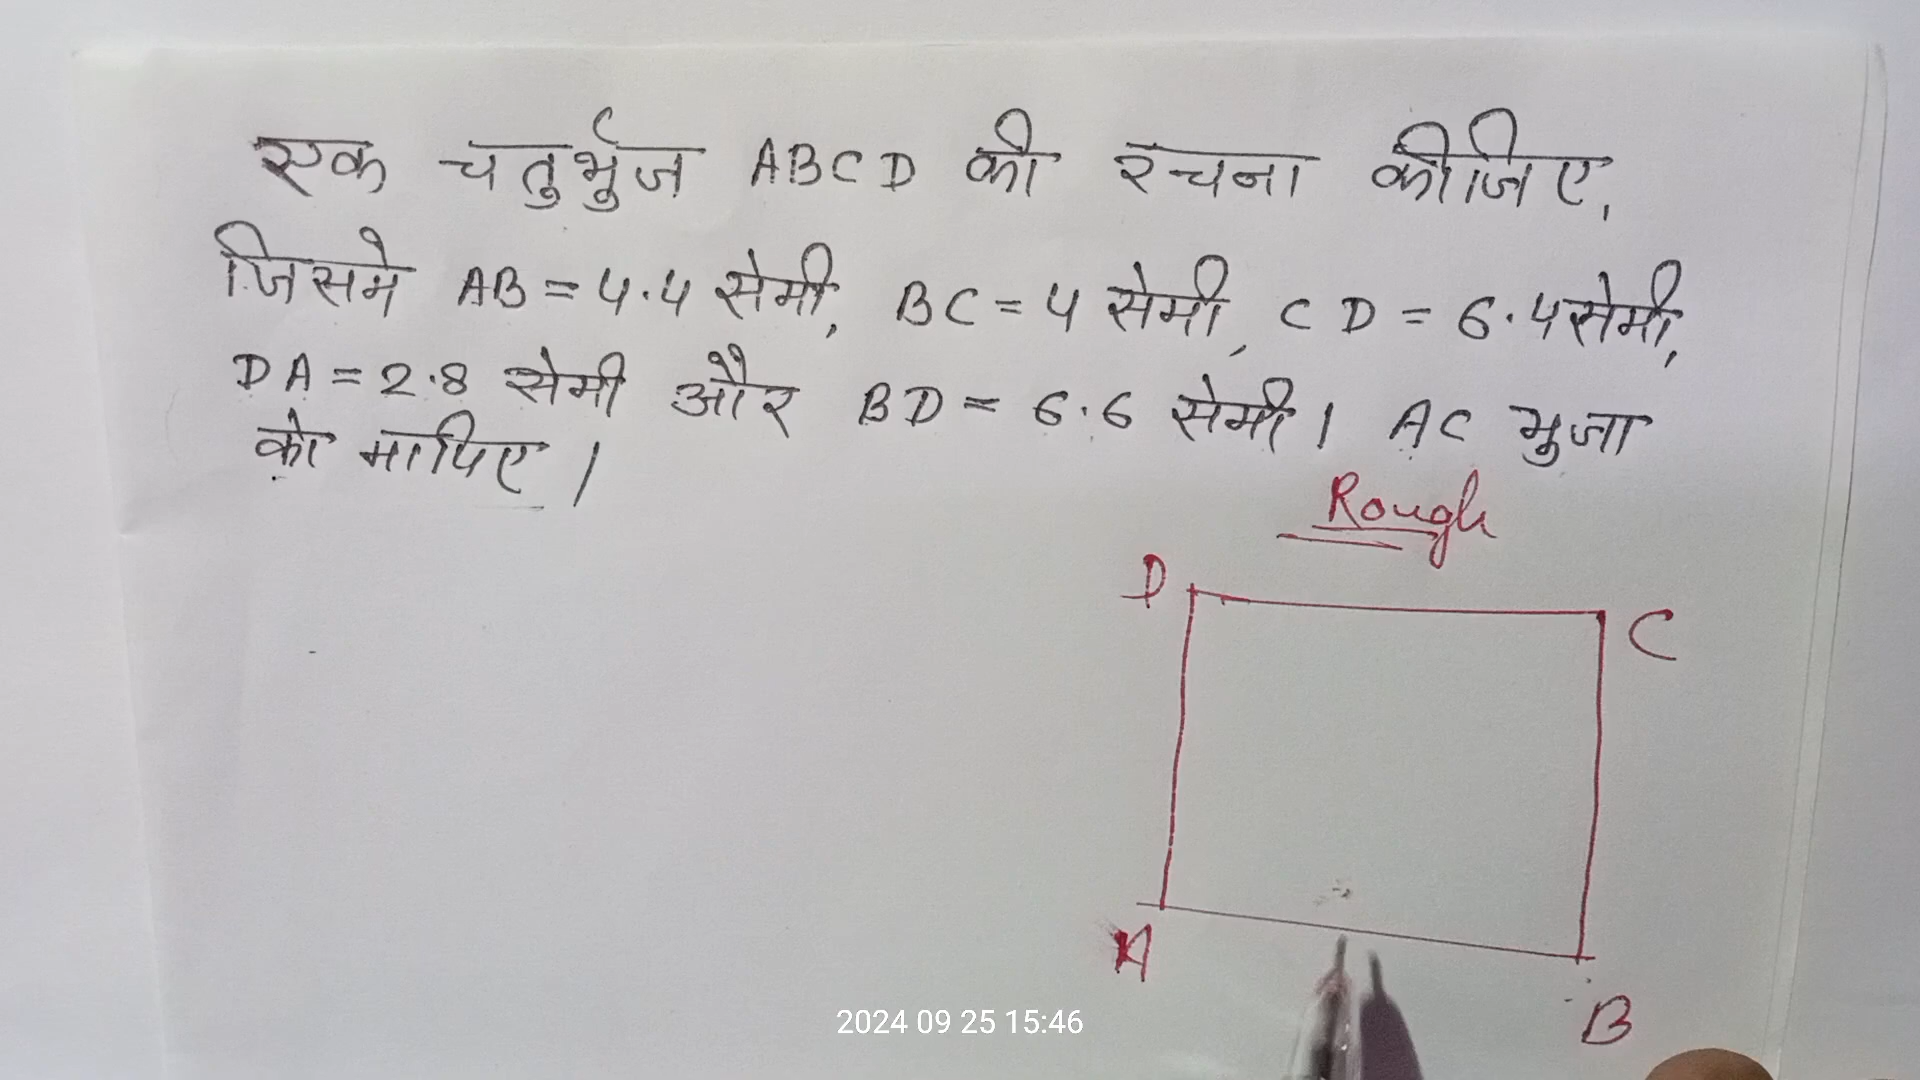 एक चतुर्भुज ABCD की रचना कीजिए,
जिसमे AB = 4.4 सेमी, BC = 4 सेमी, CD = 6.4 सेमी,
DA = 2.8 सेमी और BD = 6.6 सेमी। AC भुजा
को मापिए।
Rough
D
C
A
B
2024 09 25 15:46